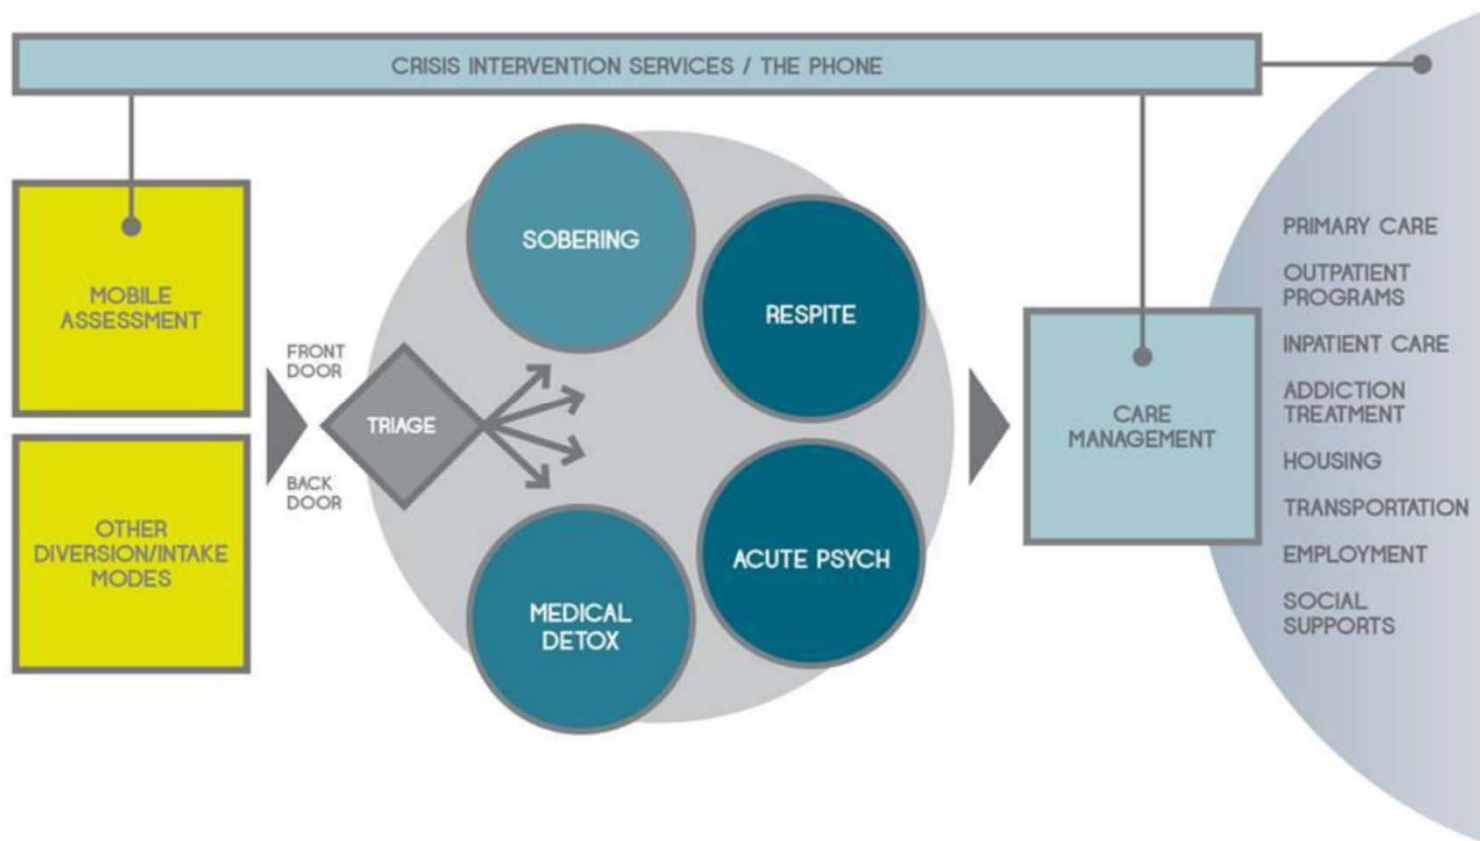 CRISIS INTERVENTION SERVICES / THE PHONE
MOBILE
ASSESSMENT
OTHER
DIVERSION/INTAKE
MODES
FRONT
DOOR
BACK
DOOR
TRIAGE
SOBERING
RESPITE
ACUTE PSYCH
MEDICAL
DETOX
CARE
MANAGEMENT
PRIMARY CARE
OUTPATIENT
PROGRAMS
INPATIENT CARE
ADDICTION
TREATMENT
HOUSING
TRANSPORTATION
EMPLOYMENT
SOCIAL
SUPPORTS